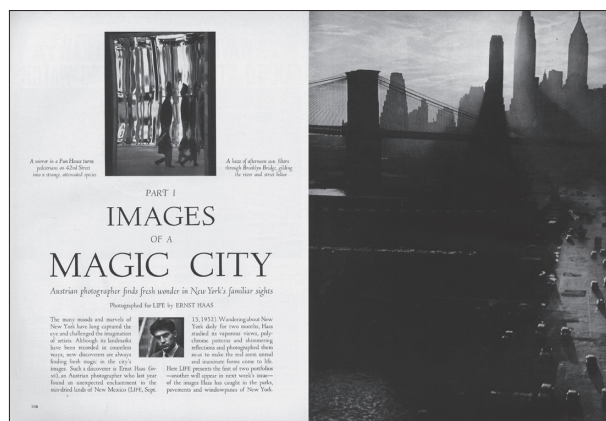 A mirror in a Fun House turns
pedestrians on 42nd Street
into a strange, attenuated species
A haze of afternoon sun filters
through Brooklyn Bridge, gilding
the river and street below
PART I
IMAGES
OF A
MAGIC CITY
Austrian photographer finds fresh wonder in New York's familiar sights
Photographed for LIFE by ERNST HAAS
The many moods and marvels of
New York have long captured the
eye and challenged the imagination
of artists. Although its landmarks
have been recorded in countless
ways, new discoverers are always
finding fresh magic in the city's
images. Such a discoverer is Ernst Haas
an Austrian photographer who last year
found an unexpected enchantment in the
sun-dried lands of New Mexico (LIFE, Sept.
15, 1952). Wandering about New
York daily for two months, Haas
studied its vaporous views, poly-
chrome patterns and shimmering
reflections and photographed them
so as to make the real seem unreal
and inanimate forms come to life.
Here LIFE presents the first of two portfolios
—another will appear in next week's issue—
of the images Haas has caught in the parks,
pavements and windowpanes of New York.
108